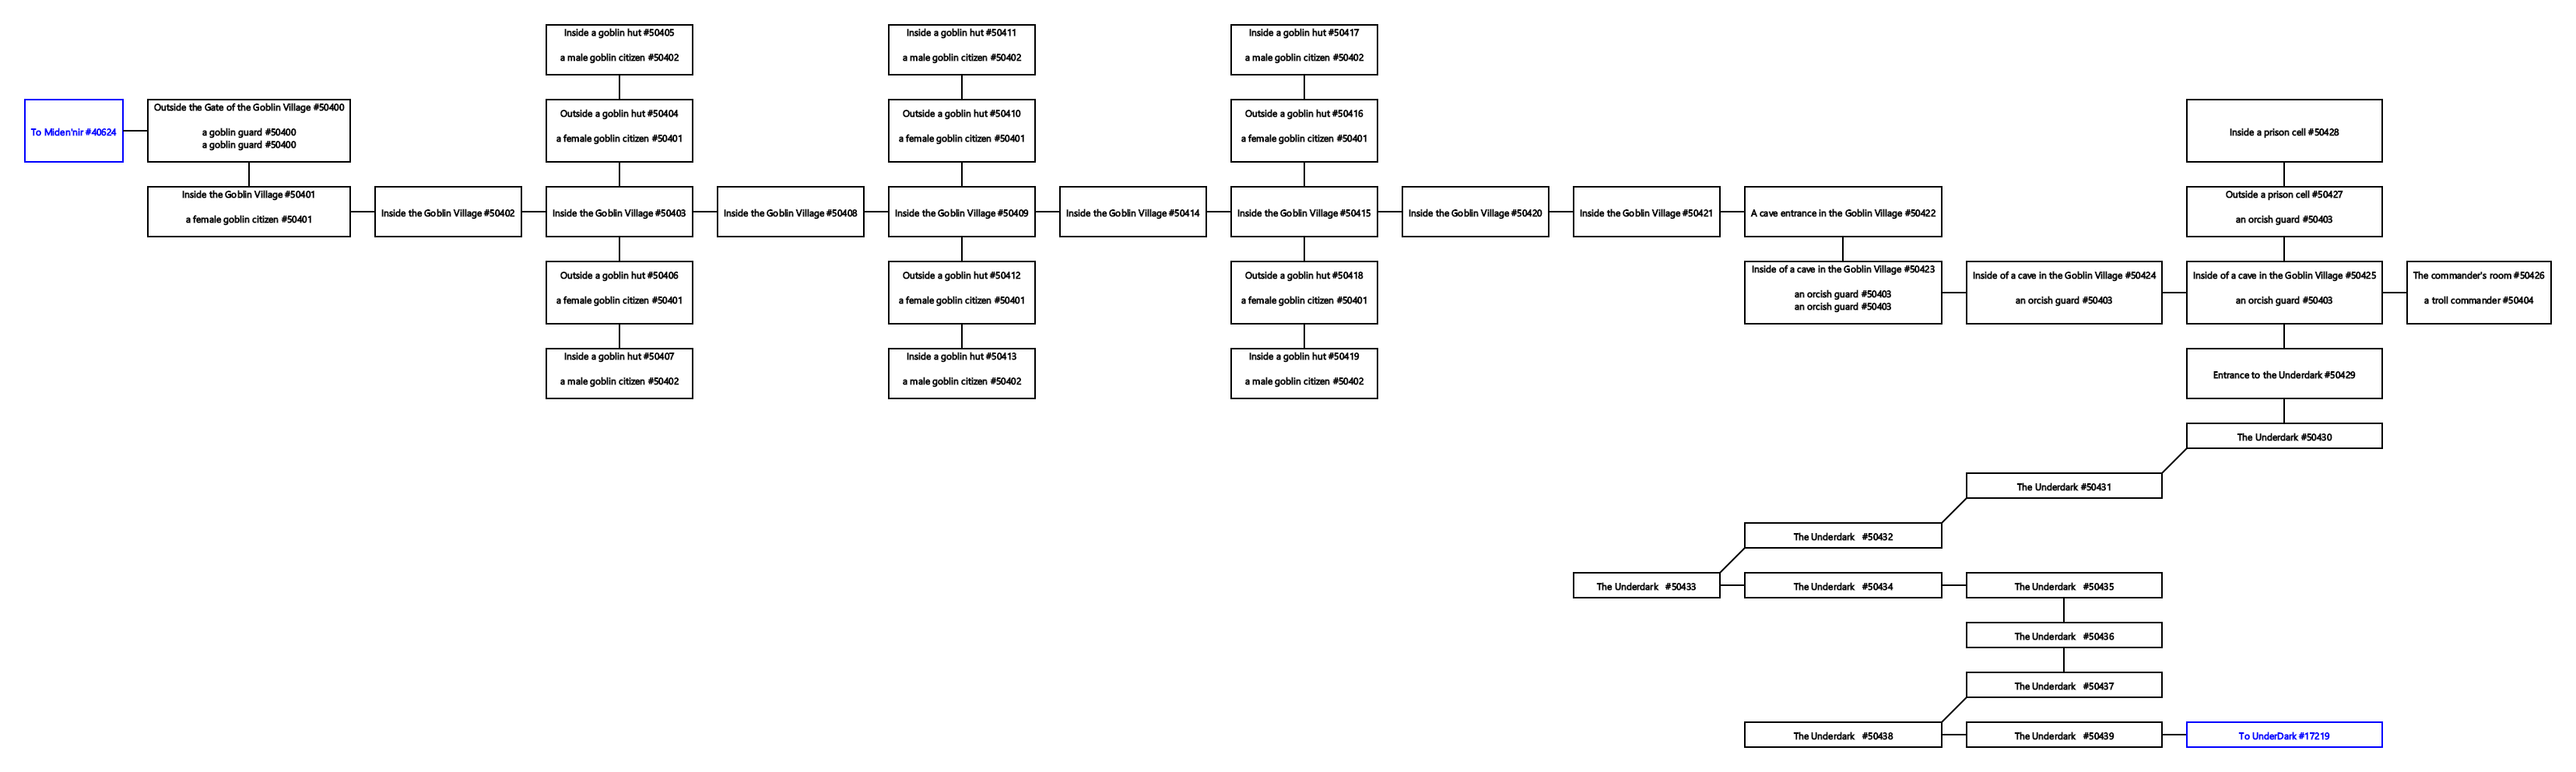 Inside a goblin hut #50405
a male goblin citizen #50402
Inside a goblin hut #50411
a male goblin citizen #50402
Inside a goblin hut #50417
a male goblin citizen #50402
To Miden'nir #40624
Outside the Gate of the Goblin Village #50400
a goblin guard #50400
a goblin guard #50400
Outside a goblin hut #50404
a female goblin citizen #50401
Outside a goblin hut #50410
a female goblin citizen #50401
Outside a goblin hut #50416
a female goblin citizen #50401
Inside a prison cell #50428
Inside the Goblin Village #50401
a female goblin citizen #50401
Inside the Goblin Village #50402
Inside the Goblin Village #50403
Inside the Goblin Village #50408
Inside the Goblin Village #50409
Inside the Goblin Village #50414
Inside the Goblin Village #50415
Inside the Goblin Village #50420
Inside the Goblin Village #50421
A cave entrance in the Goblin Village #50422
Outside a prison cell #50427
an orcish guard #50403
Outside a goblin hut #50406
a female goblin citizen #50401
Outside a goblin hut #50412
a female goblin citizen #50401
Outside a goblin hut #50418
a female goblin citizen #50401
Inside of a cave in the Goblin Village #50423
an orcish guard #50403
an orcish guard #50403
Inside of a cave in the Goblin Village #50424
an orcish guard #50403
Inside of a cave in the Goblin Village #50425
an orcish guard #50403
The commander's room #50426
a troll commander #50404
Inside a goblin hut #50407
a male goblin citizen #50402
Inside a goblin hut #50413
a male goblin citizen #50402
Inside a goblin hut #50419
a male goblin citizen #50402
Entrance to the Underdark #50429
The Underdark #50430
The Underdark #50431
The Underdark #50432
The Underdark #50433
The Underdark #50434
The Underdark #50435
The Underdark #50436
The Underdark #50437
The Underdark #50438
The Underdark #50439
To UnderDark #17219